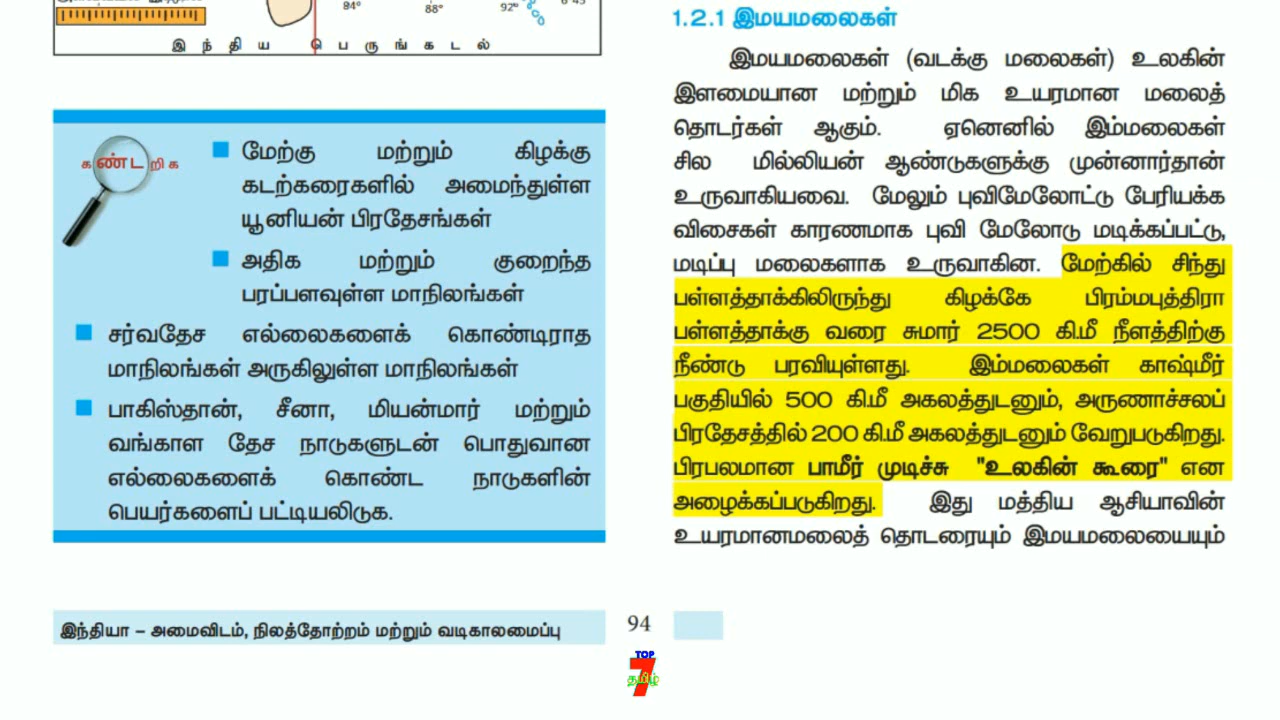 84°
88°
92°
6°45'
இந்திய பெருங்கடல்
கண்டறிக
மேற்கு மற்றும் கிழக்கு
கடற்கரைகளில் அமைந்துள்ள
யூனியன் பிரதேசங்கள்
அதிக மற்றும் குறைந்த
பரப்பளவுள்ள மாநிலங்கள்
சர்வதேச எல்லைகளைக் கொண்டிராத
மாநிலங்கள் அருகிலுள்ள மாநிலங்கள்
பாகிஸ்தான், சீனா, மியன்மார் மற்றும்
வங்காள தேச நாடுகளுடன் பொதுவான
எல்லைகளைக் கொண்ட நாடுகளின்
பெயர்களைப் பட்டியலிடுக.
1.2.1 இமயமலைகள்
இமயமலைகள் (வடக்கு மலைகள்) உலகின்
இளமையான மற்றும் மிக உயரமான மலைத்
தொடர்கள் ஆகும். ஏனெனில் இம்மலைகள்
சில மில்லியன் ஆண்டுகளுக்கு முன்னார்தான்
உருவாகியவை. மேலும் புவிமேலோட்டு பேரியக்க
விசைகள் காரணமாக புவி மேலோடு மடிக்கப்பட்டு,
மடிப்பு மலைகளாக உருவாகின. மேற்கில் சிந்து
பள்ளத்தாக்கிலிருந்து கிழக்கே பிரம்மபுத்திரா
பள்ளத்தாக்கு வரை சுமார் 2500 கி.மீ நீளத்திற்கு
நீண்டு பரவியுள்ளது. இம்மலைகள் காஷ்மீர்
பகுதியில் 500 கி.மீ அகலத்துடனும், அருணாச்சலப்
பிரதேசத்தில் 200 கி.மீ அகலத்துடனும் வேறுபடுகிறது.
பிரபலமான பாமீர் முடிச்சு "உலகின் கூரை" என
அழைக்கப்படுகிறது. இது மத்திய ஆசியாவின்
உயரமானமலைத் தொடரையும் இமயமலையையும்
இந்தியா – அமைவிடம், நிலத்தோற்றம் மற்றும் வடிகாலமைப்பு
94
TOP
7
தமிழ்